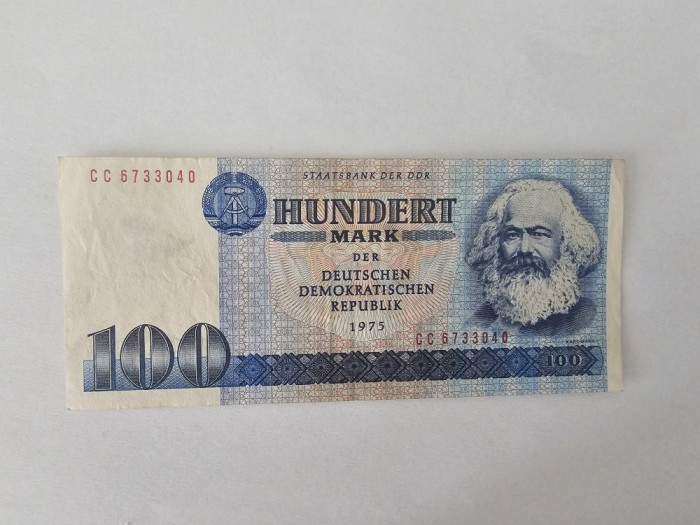 CC 6733040
STAATSBANK DER DDR
HUNDERT
MARK
DER
DEUTSCHEN
DEMOKRATISCHEN
REPUBLIK
1975
CC 6733040
100
100